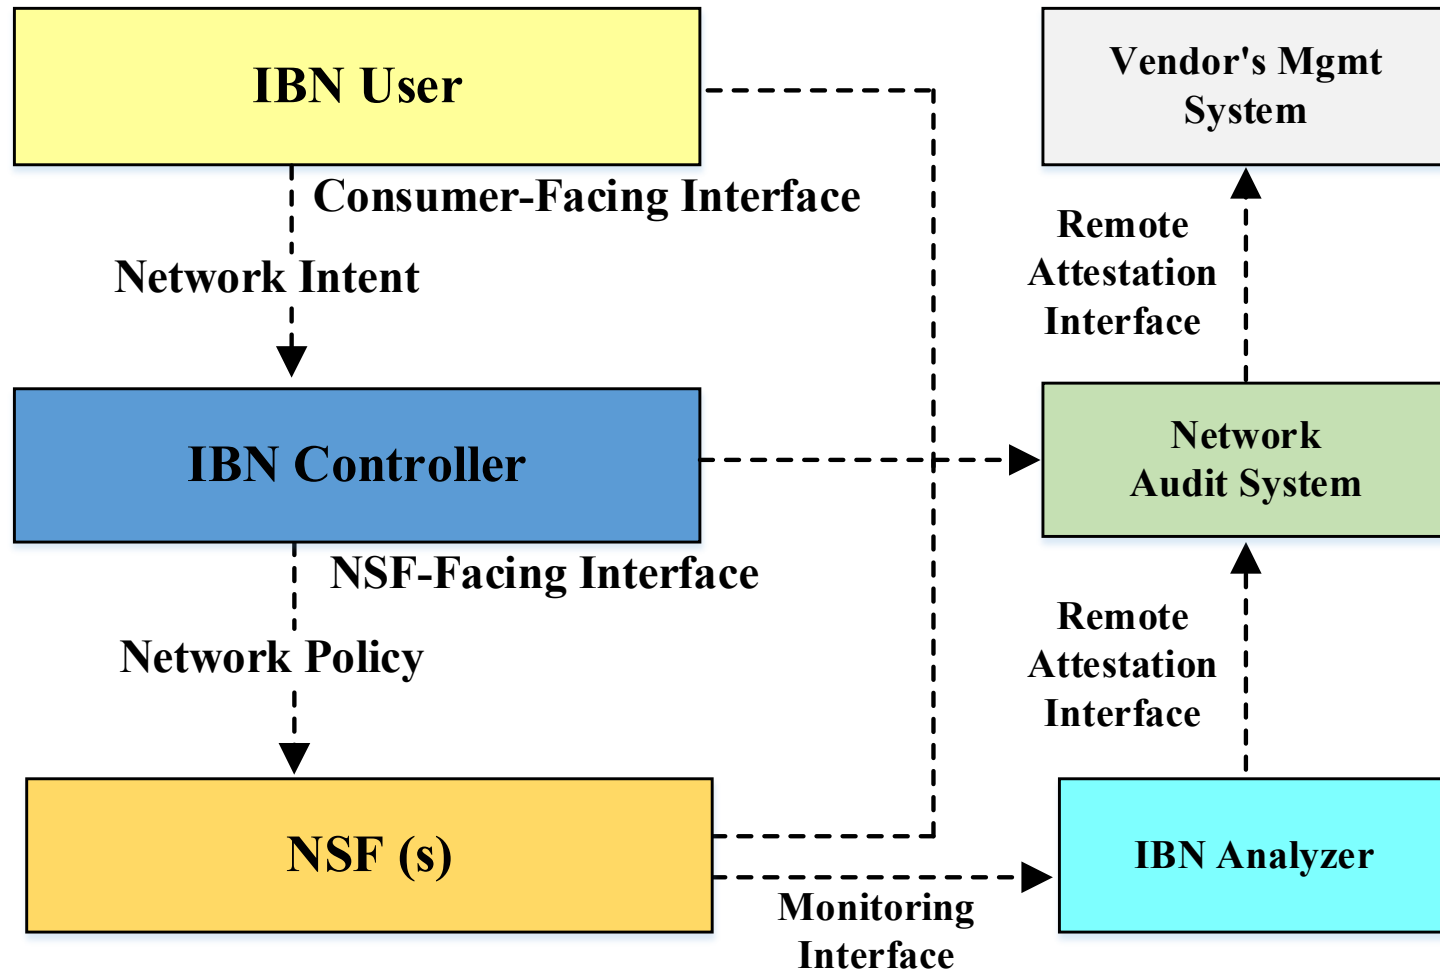 IBN User
Vendor's Mgmt
System
Consumer-Facing Interface
Network Intent
Remote
Attestation
Interface
IBN Controller
Network
Audit System
NSF-Facing Interface
Network Policy
Remote
Attestation
Interface
NSF (s)
IBN Analyzer
Monitoring
Interface